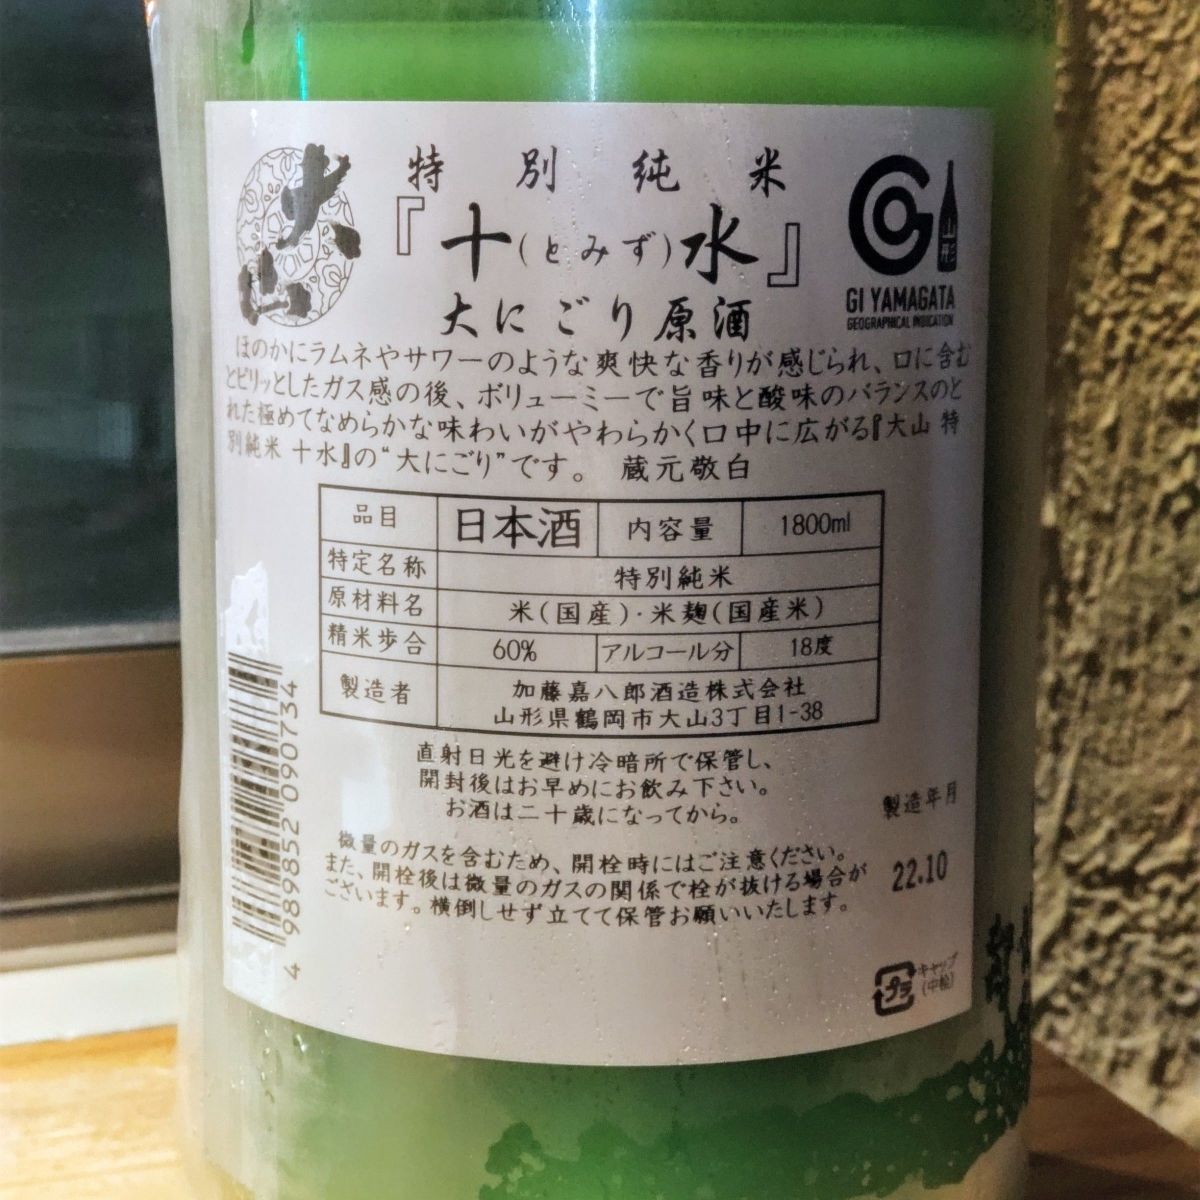 大山
特別純米
『十(とみず)水』
大にごり原酒
GI
山形
GI YAMAGATA
GEOGRAPHICAL INDICATION
ほのかにラムネやサワーのような爽快な香りが感じられ、口に含む
とピリッとしたガス感の後、ボリューミーで旨味と酸味のバランスのと
れた極めてなめらかな味わいがやわらかく口中に広がる『大山 特
別純米 十水』の“大にごり”です。 蔵元敬白
品目 日本酒 内容量 1800ml
特定名称 特別純米
原材料名 米(国産)・米麹(国産米)
精米歩合 60% アルコール分 18度
製造者 加藤嘉八郎酒造株式会社
山形県鶴岡市大山3丁目1-38
直射日光を避け冷暗所で保管し、
開封後はお早めにお飲み下さい。
お酒は二十歳になってから。
微量のガスを含むため、開栓時にはご注意ください。
また、開栓後は微量のガスの関係で栓が抜ける場合が
ございます。横倒しせず立てて保管お願いいたします。
製造年月
22.10
プラ
キャップ
(中栓)
4 989852 090734